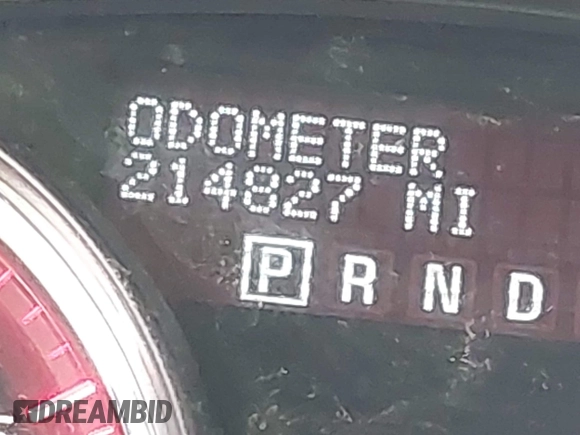 ODOMETER
214827 MI
P R N D
DREAMBID